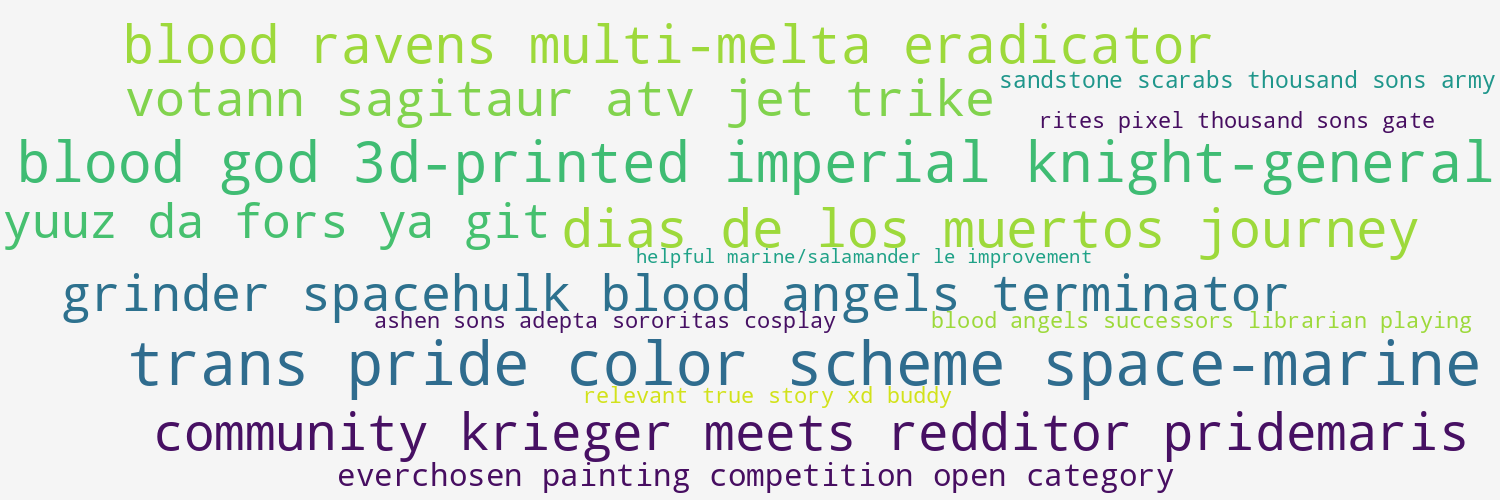 blood ravens multi-melta eradicator
sandstone scarabs thousand sons army
votann sagitaur atv jet trike
rites pixel thousand sons gate
blood god 3d-printed imperial knight-general
yuuz da fors ya git
dias de los muertos journey
helpful marine/salamander le improvement
grinder spacehulk blood angels terminator
ashen sons adepta sororitas cosplay
blood angels successors librarian playing
trans pride color scheme space-marine
relevant true story xd buddy
community krieger meets redditor pridemaris
everchosen painting competition open category